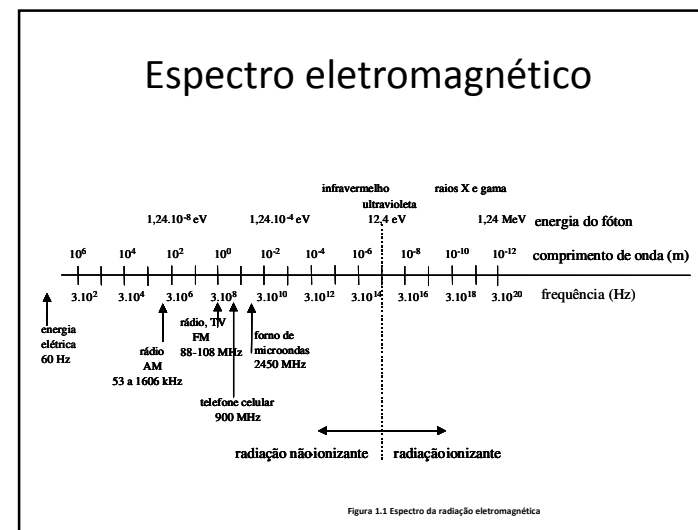 Espectro eletromagnético
infravermelho raios X e gama
ultravioleta
1,24.10⁻⁸ eV 1,24.10⁻⁴ eV 12,4 eV 1,24 MeV energia do fóton
10⁶ 10⁴ 10² 10⁰ 10⁻² 10⁻⁴ 10⁻⁶ 10⁻⁸ 10⁻¹⁰ 10⁻¹² comprimento de onda (m)
3.10² 3.10⁴ 3.10⁶ 3.10⁸ 3.10¹⁰ 3.10¹² 3.10¹⁴ 3.10¹⁶ 3.10¹⁸ 3.10²⁰ frequência (Hz)
energia
elétrica
60 Hz
rádio
AM
53 a 1606 kHz
rádio, TV
FM
88-108 MHz
forno de
microondas
2450 MHz
telefone celular
900 MHz
radiação não-ionizante radiação ionizante
Figura 1.1 Espectro da radiação eletromagnética